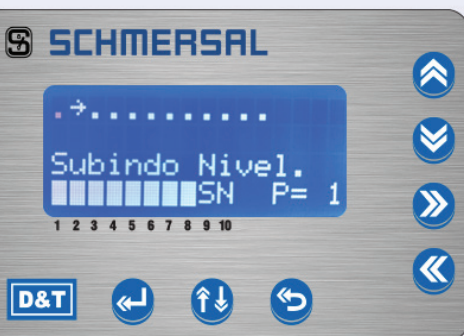 S SCHMERSAL
. → . . . . . . . . . . .
Subindo Nivel.
SN P= 1
1 2 3 4 5 6 7 8 9 10
D&T